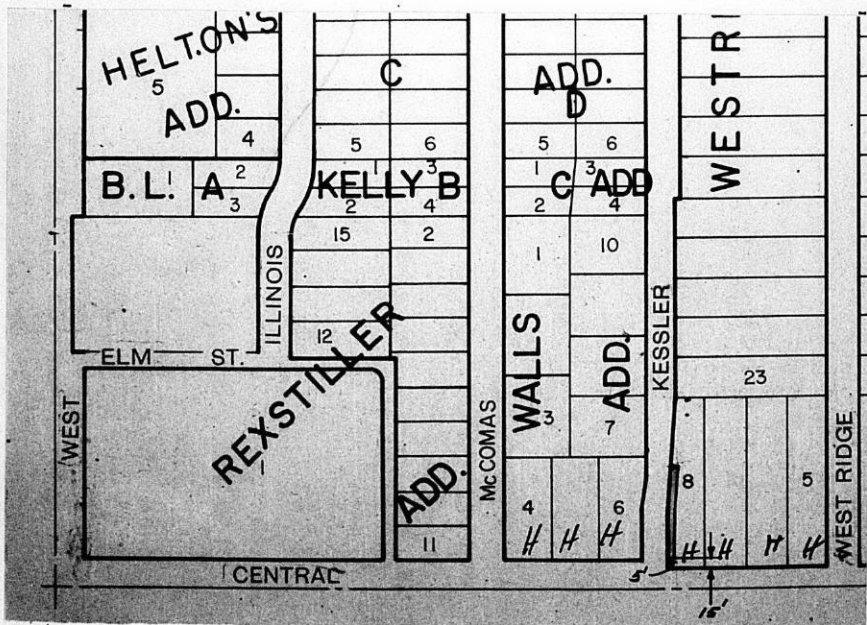 HELTON'S
5
ADD.
4
C
5 6
ADD.
D
5 6
WESTRI
B.L. 1 A 2
3
KELLY B
1 3
2 4
C ADD
1 3
2 4
15 2
1 10
ILLINOIS
12
ELM ST.
REXSTILLER
ADD.
1
11
WEST
McCOMAS
WALLS
ADD.
3 7
4 6
H H H
KESSLER
23
8 5
H H H H
WEST RIDGE
CENTRAL
5'
15'